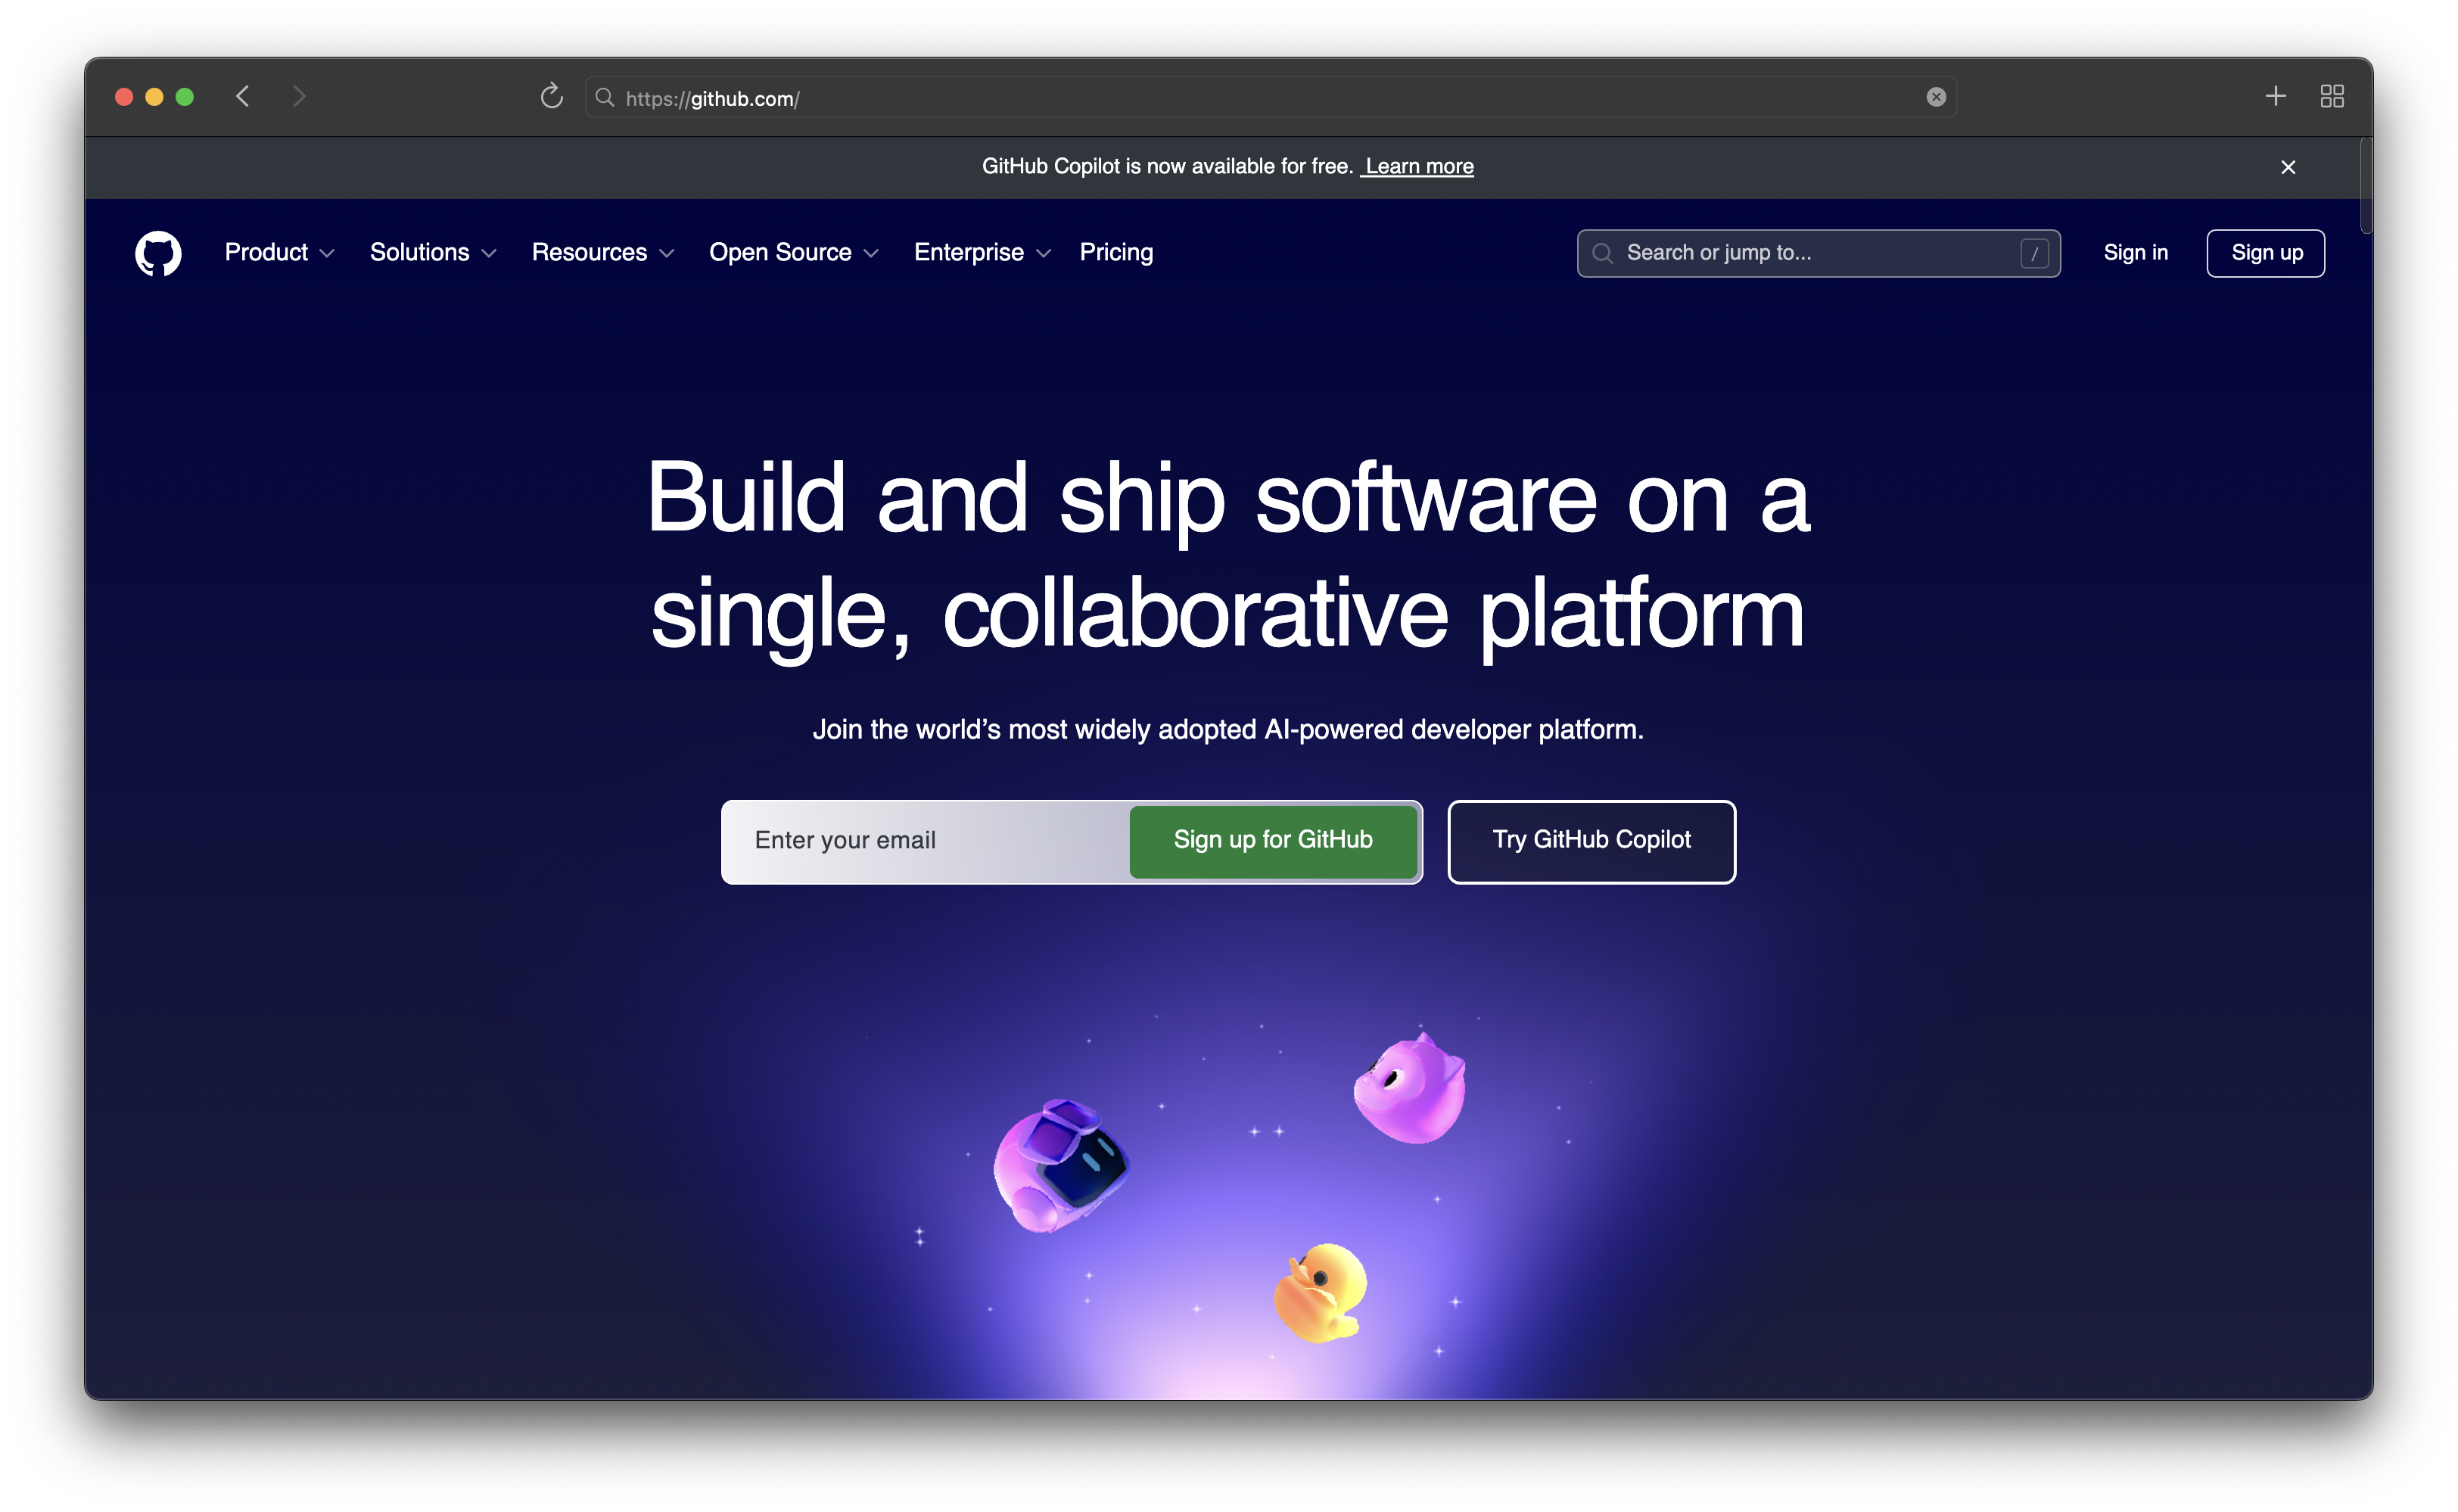 https://github.com/
GitHub Copilot is now available for free. Learn more
Product Solutions Resources Open Source Enterprise Pricing Search or jump to... / Sign in Sign up
Build and ship software on a
single, collaborative platform
Join the world’s most widely adopted AI-powered developer platform.
Enter your email Sign up for GitHub Try GitHub Copilot